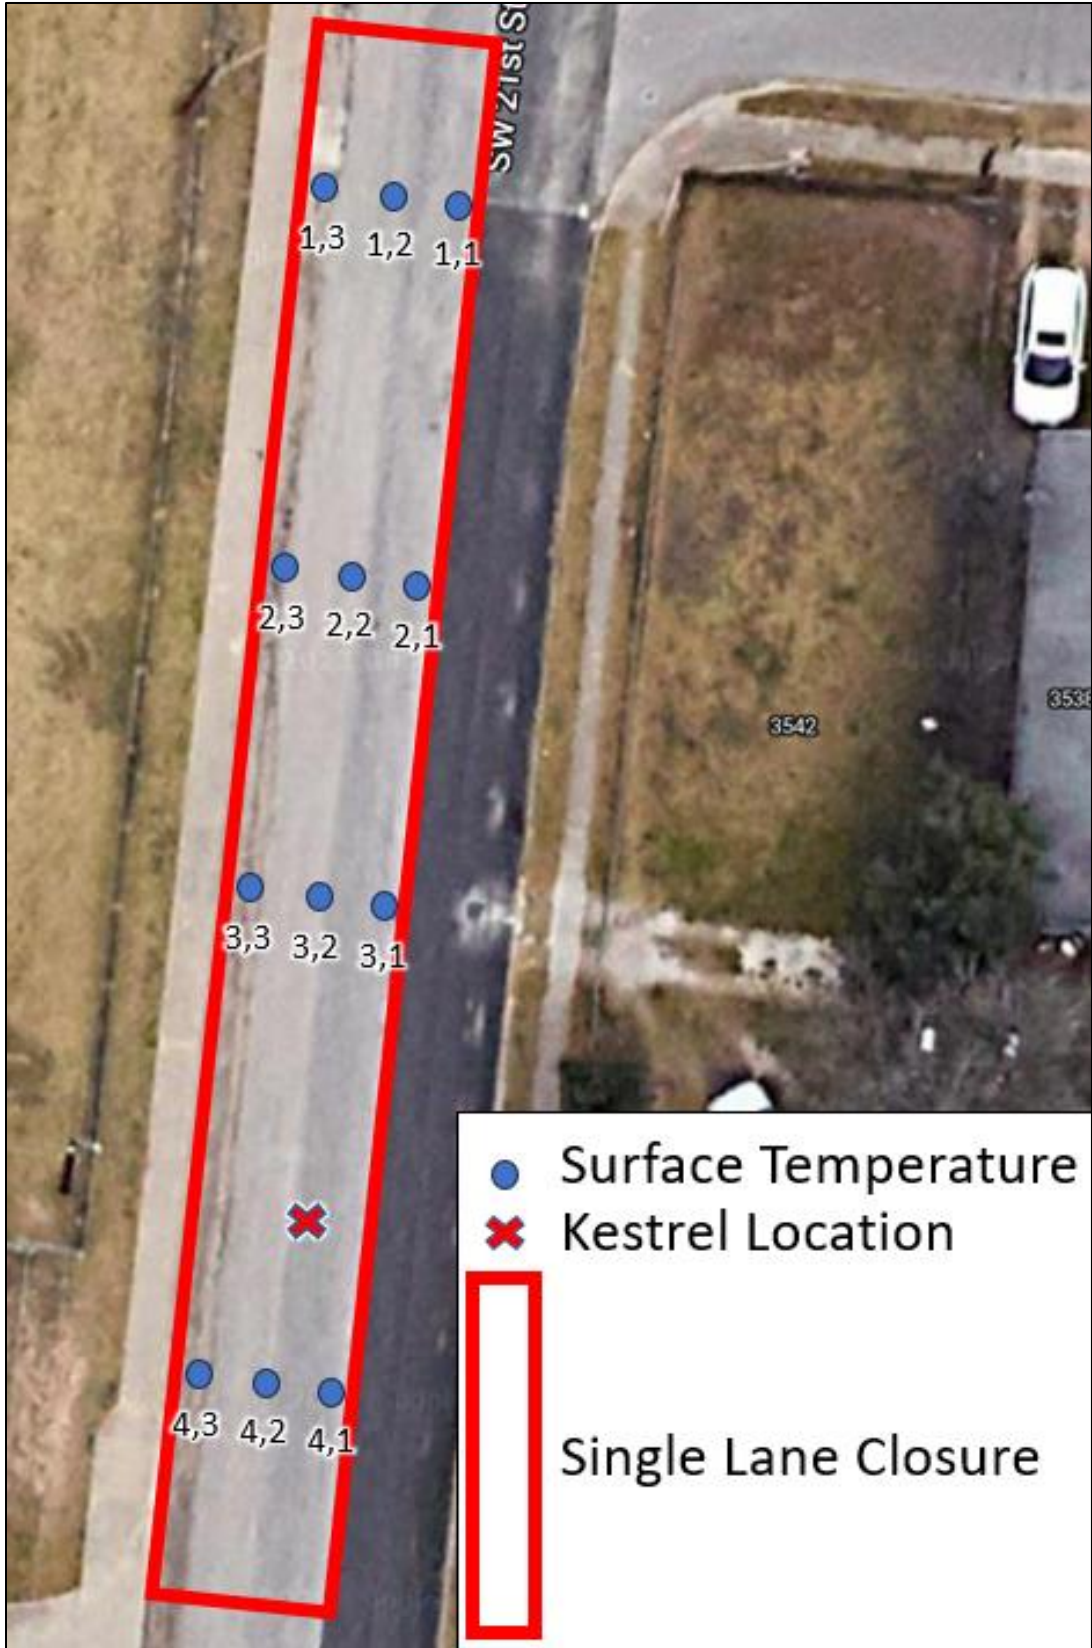 SW 21st St
1,3 1,2 1,1
2,3 2,2 2,1
3542
3,3 3,2 3,1
4,3 4,2 4,1
Surface Temperature
Kestrel Location
Single Lane Closure